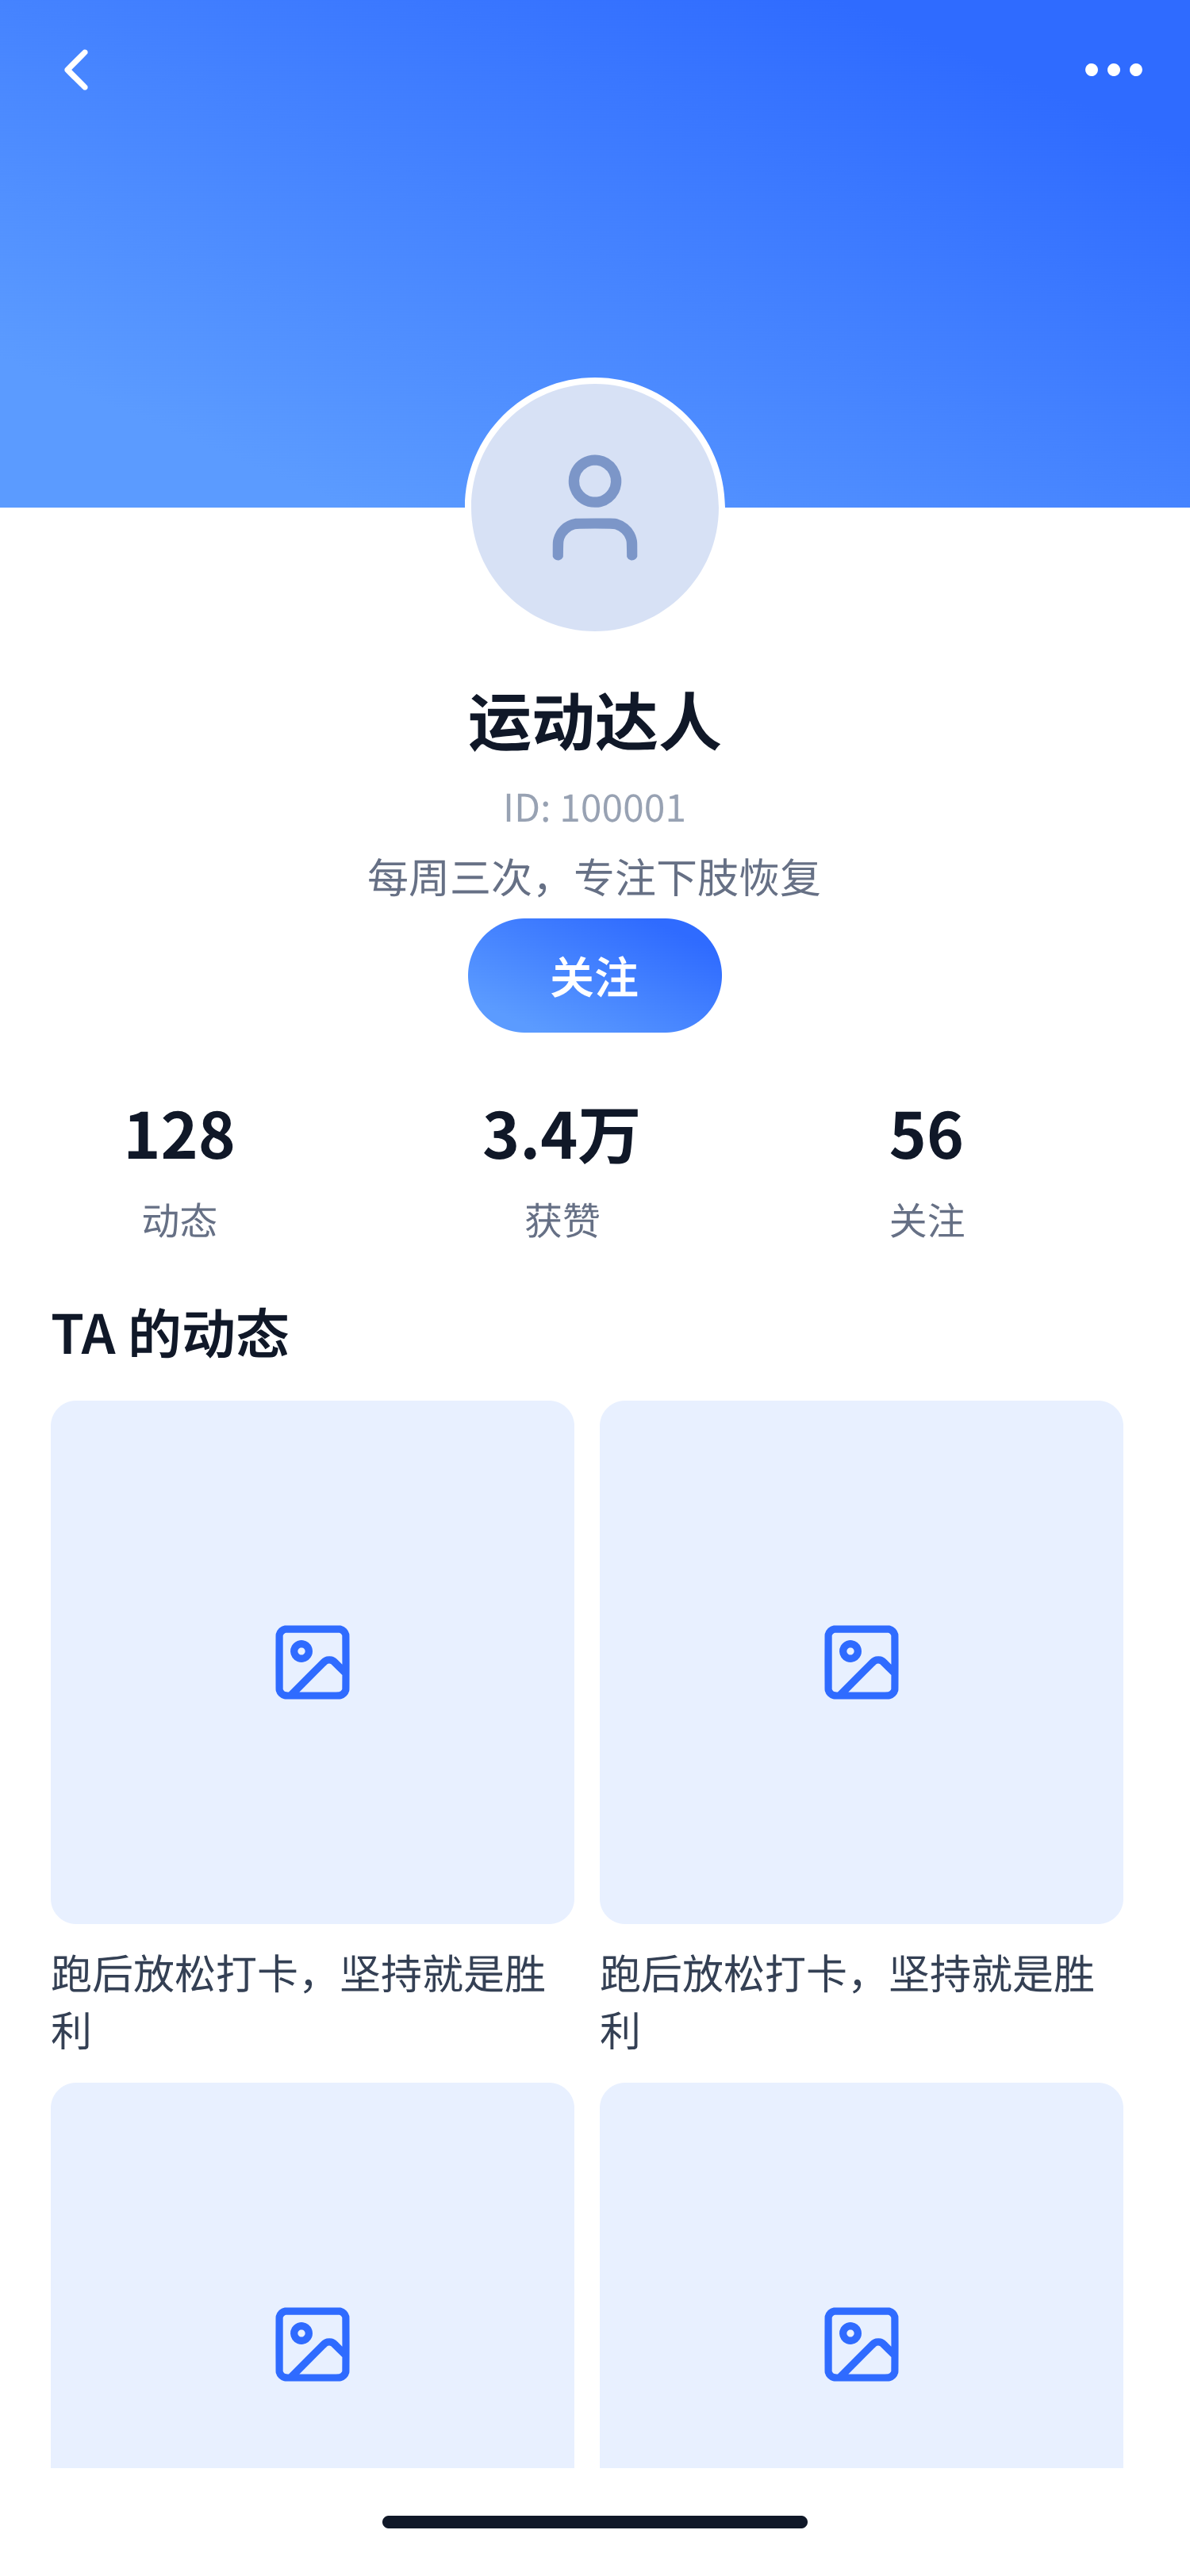 运动达人
ID: 100001
每周三次，专注下肢恢复
关注
128
3.4万
56
动态
获赞
关注
TA 的动态
跑后放松打卡，坚持就是胜
利
跑后放松打卡，坚持就是胜
利